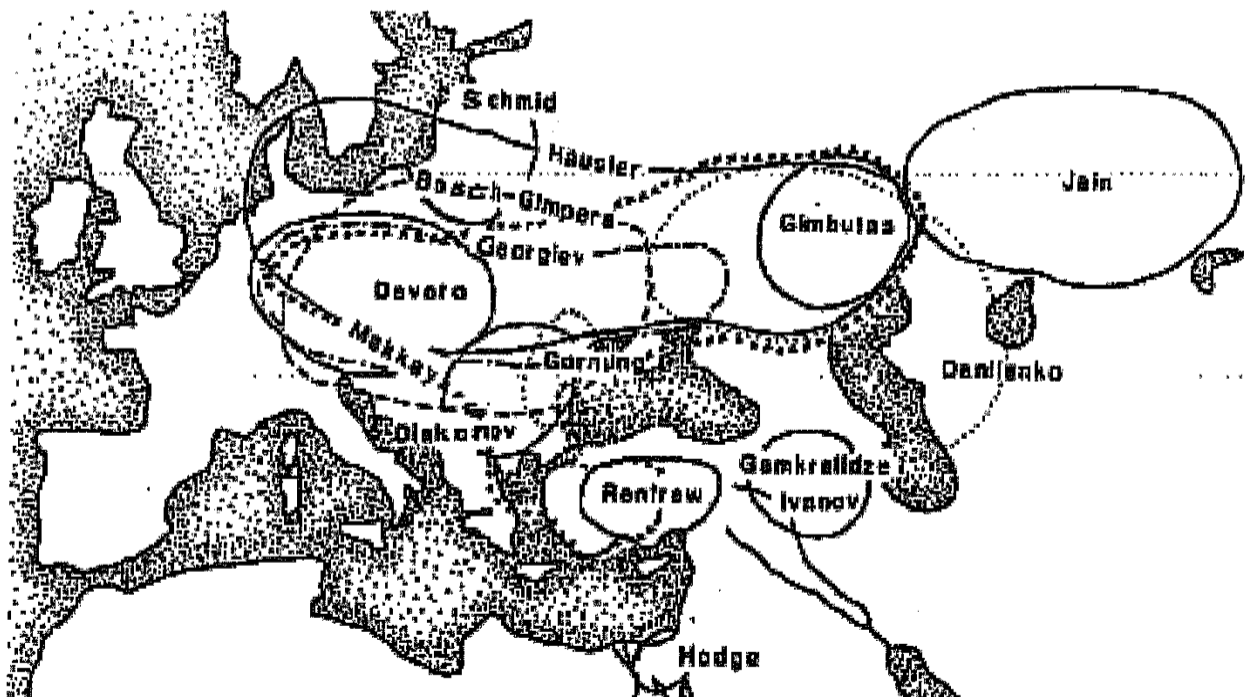 Schmid
Häusler
Bosch-Gimpera
Jain
Gimbutas
Georgiev
Devoto
Makkay
Gornung
Danilenko
Diakonov
Gamkrelidze
Ivanov
Renfrew
Hodge